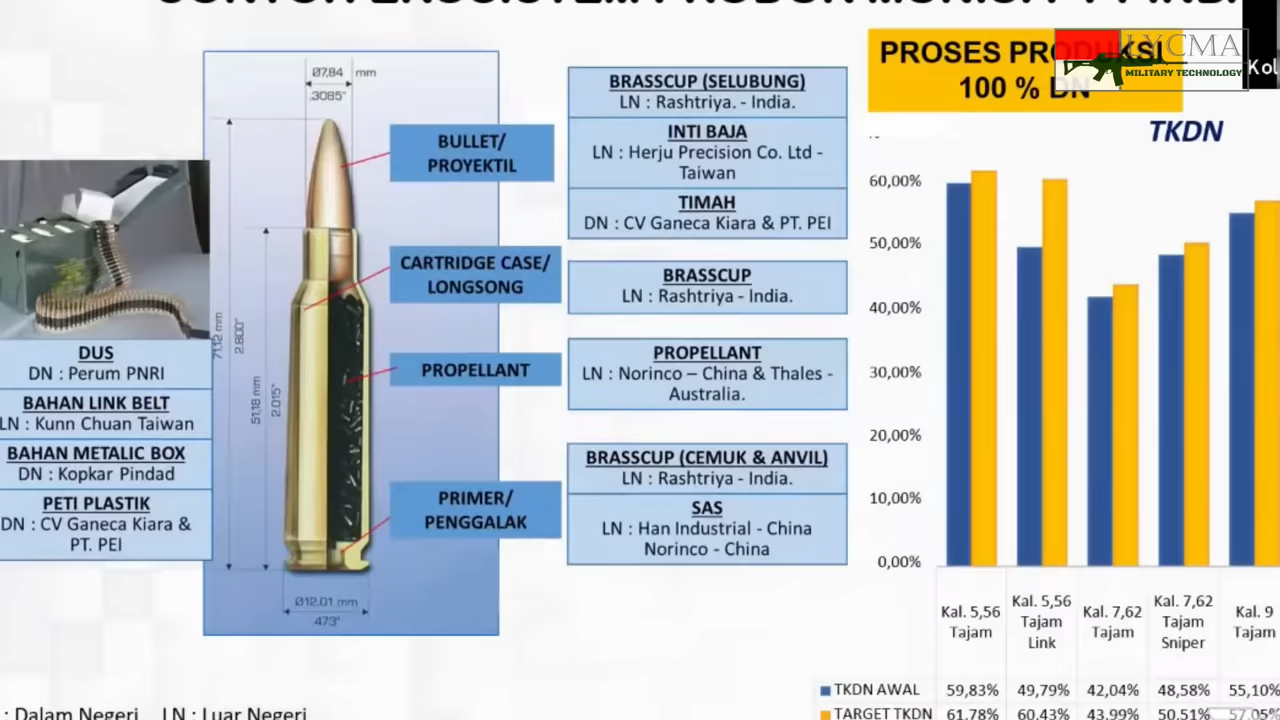 PROSES PRODUKSI
100 % DN
LYCMA
MILITARY TECHNOLOGY
Kol
TKDN
Ø7,84 mm
.3085"
71,12 mm
2.800"
51,18 mm
2.015"
Ø12,01 mm
.473"
BULLET/
PROYEKTIL
CARTRIDGE CASE/
LONGSONG
PROPELLANT
PRIMER/
PENGGALAK
BRASSCUP (SELUBUNG)
LN : Rashtriya. - India.
INTI BAJA
LN : Herju Precision Co. Ltd -
Taiwan
TIMAH
DN : CV Ganeca Kiara & PT. PEI
BRASSCUP
LN : Rashtriya - India.
PROPELLANT
LN : Norinco – China & Thales -
Australia.
BRASSCUP (CEMUK & ANVIL)
LN : Rashtriya - India.
SAS
LN : Han Industrial - China
Norinco - China
DUS
DN : Perum PNRI
BAHAN LINK BELT
LN : Kunn Chuan Taiwan
BAHAN METALIC BOX
DN : Kopkar Pindad
PETI PLASTIK
DN : CV Ganeca Kiara &
PT. PEI
60,00%
50,00%
40,00%
30,00%
20,00%
10,00%
0,00%
Kal. 5,56
Tajam
Kal. 5,56
Tajam
Link
Kal. 7,62
Tajam
Kal. 7,62
Tajam
Sniper
Kal. 9
Tajam
TKDN AWAL 59,83% 49,79% 42,04% 48,58% 55,10%
TARGET TKDN 61.78% 60,43% 43.99% 50,51% 57.05%
: Dalam Negeri LN : Luar Negeri